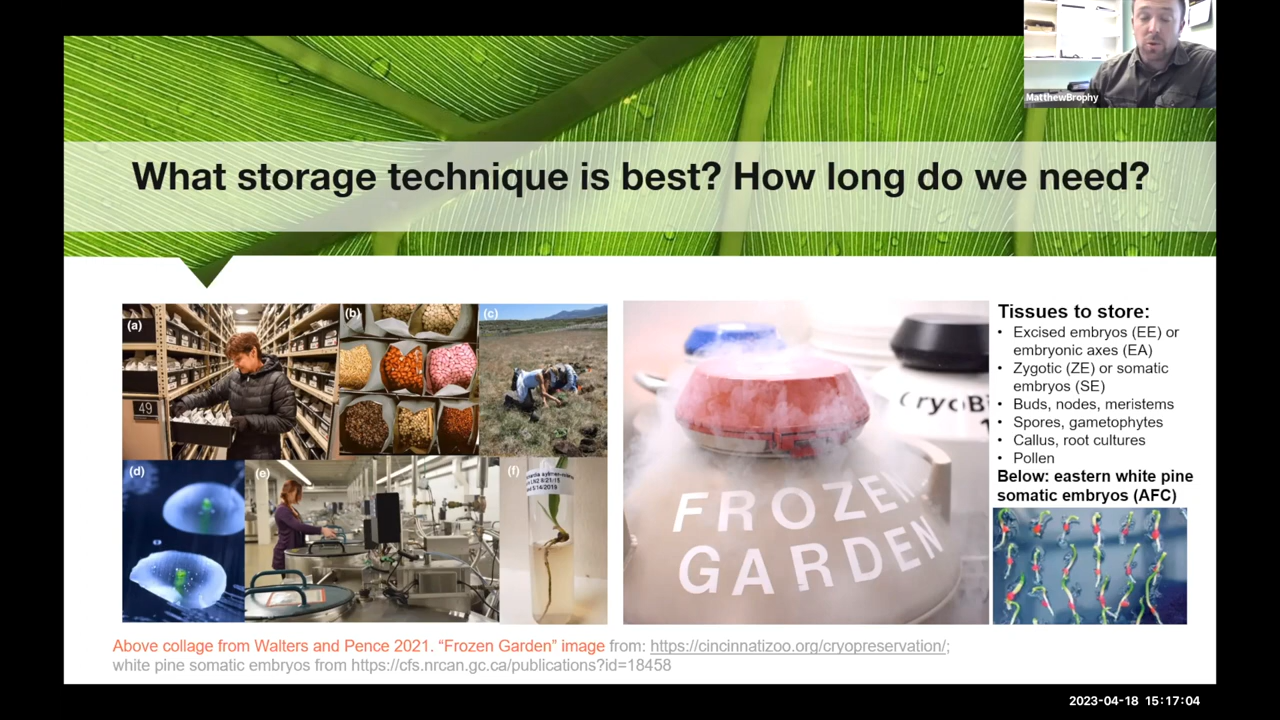 MatthewBrophy
What storage technique is best? How long do we need?
(a)
49
(b)
(c)
(d)
(e)
(f)
FROZEN
GARDEN
CryoBi
Tissues to store:
• Excised embryos (EE) or
embryonic axes (EA)
• Zygotic (ZE) or somatic
embryos (SE)
• Buds, nodes, meristems
• Spores, gametophytes
• Callus, root cultures
• Pollen
Below: eastern white pine
somatic embryos (AFC)
Above collage from Walters and Pence 2021. “Frozen Garden” image from: https://cincinnatizoo.org/cryopreservation/;
white pine somatic embryos from https://cfs.nrcan.gc.ca/publications?id=18458
2023-04-18 15:17:04